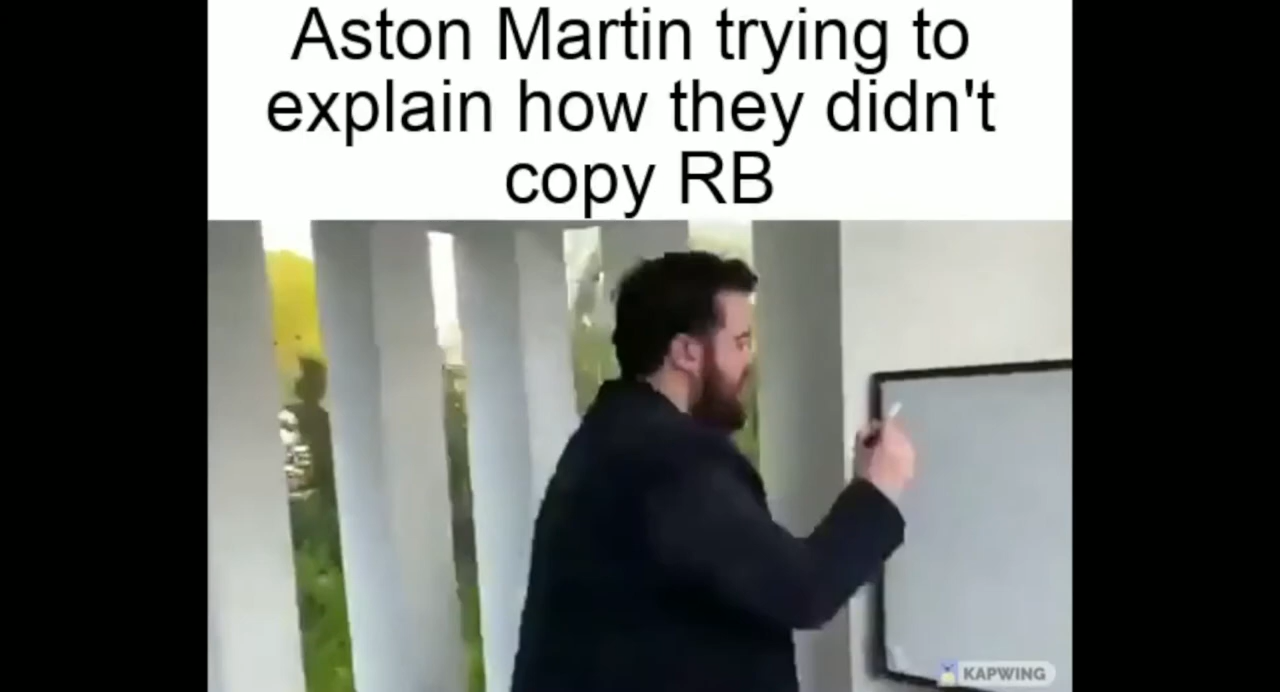 Aston Martin trying to
explain how they didn't
copy RB
KAPWING